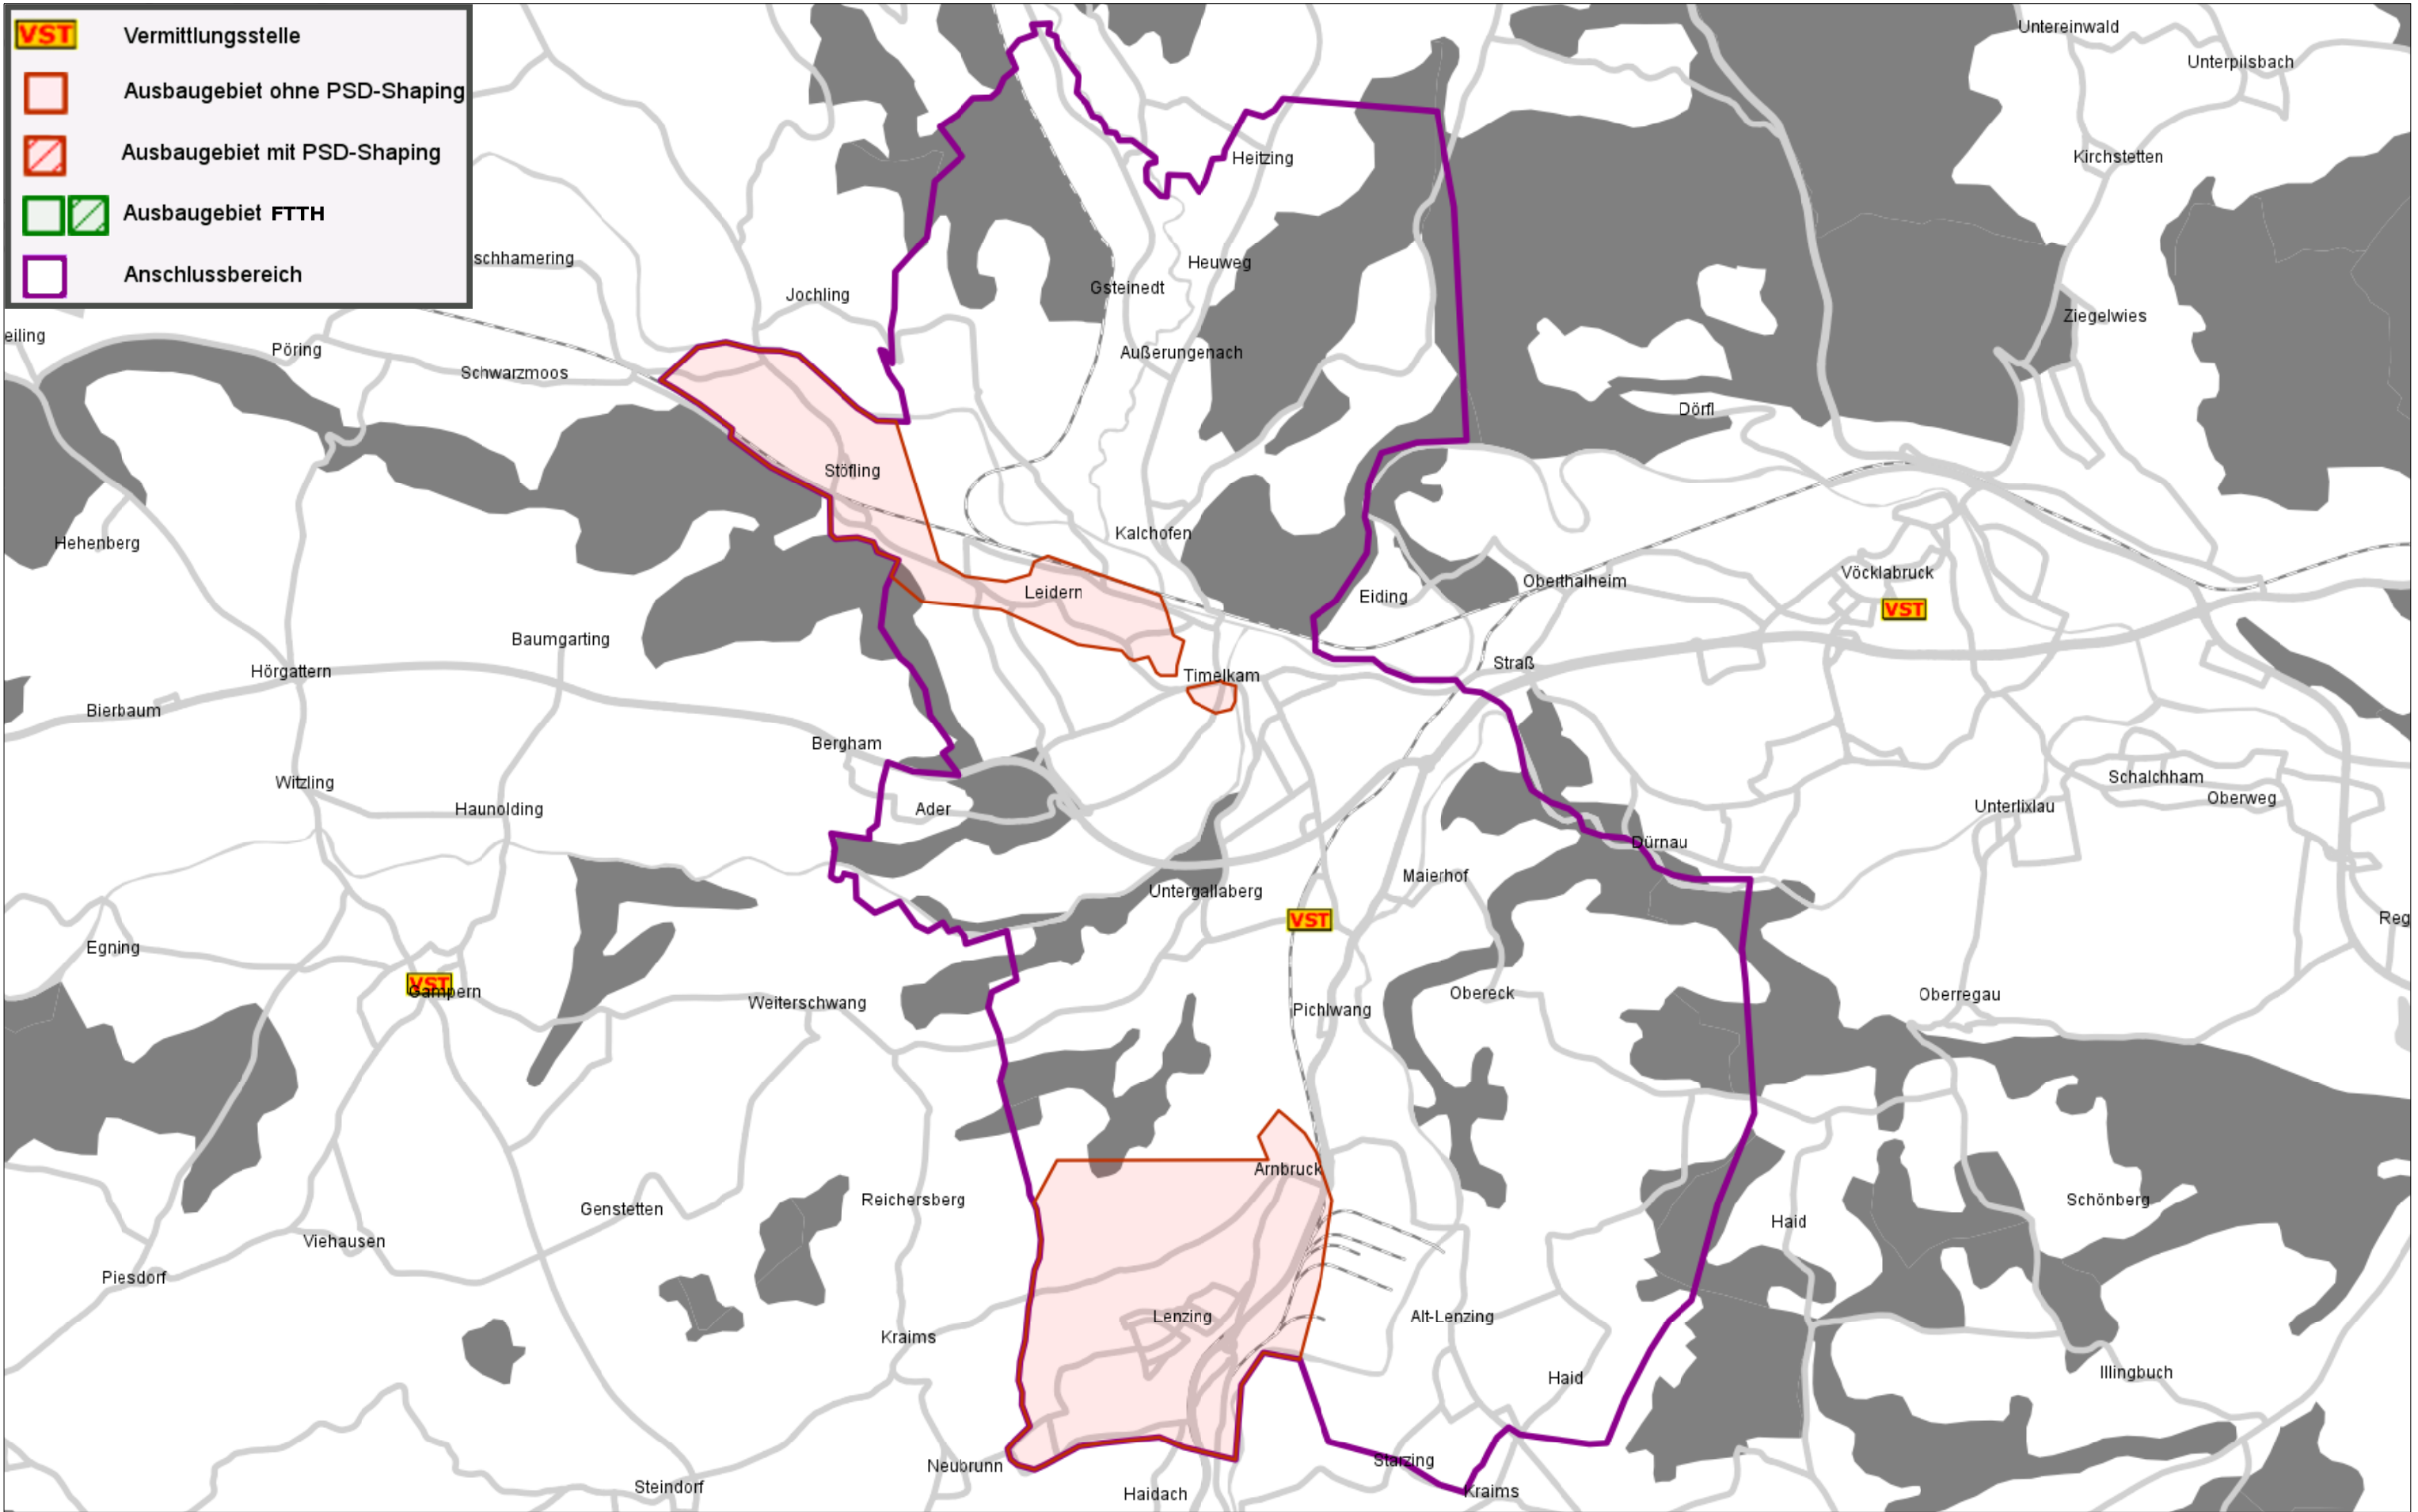 VST Vermittlungsstelle
Ausbaugebiet ohne PSD-Shaping
Ausbaugebiet mit PSD-Shaping
Ausbaugebiet FTTH
Anschlussbereich
Untereinwald
Unterpilsbach
Kirchstetten
Heitzing
schhamering
Heuweg
Gsteinedt
Jochling
Ziegelwies
eiling
Pöring
Außerungenach
Schwarzmoos
Dörfl
Stöfling
Kalchofen
Hehenberg
Vöcklabruck
Oberthalheim
Leidern
Eiding
VST
Baumgarting
Straß
Hörgattern
Timelkam
Bierbaum
Bergham
Schalchham
Witzling
Oberweg
Unterlixlau
Haunolding
Ader
Dürnau
Maierhof
Untergallaberg
VST
Reg
Egning
VST
Gampern
Obereck
Oberregau
Weiterschwang
Pichlwang
Arnbruck
Reichersberg
Schönberg
Genstetten
Haid
Viehausen
Piesdorf
Lenzing
Alt-Lenzing
Kraims
Illingbuch
Haid
Starzing
Neubrunn
Steindorf
Kraims
Haidach